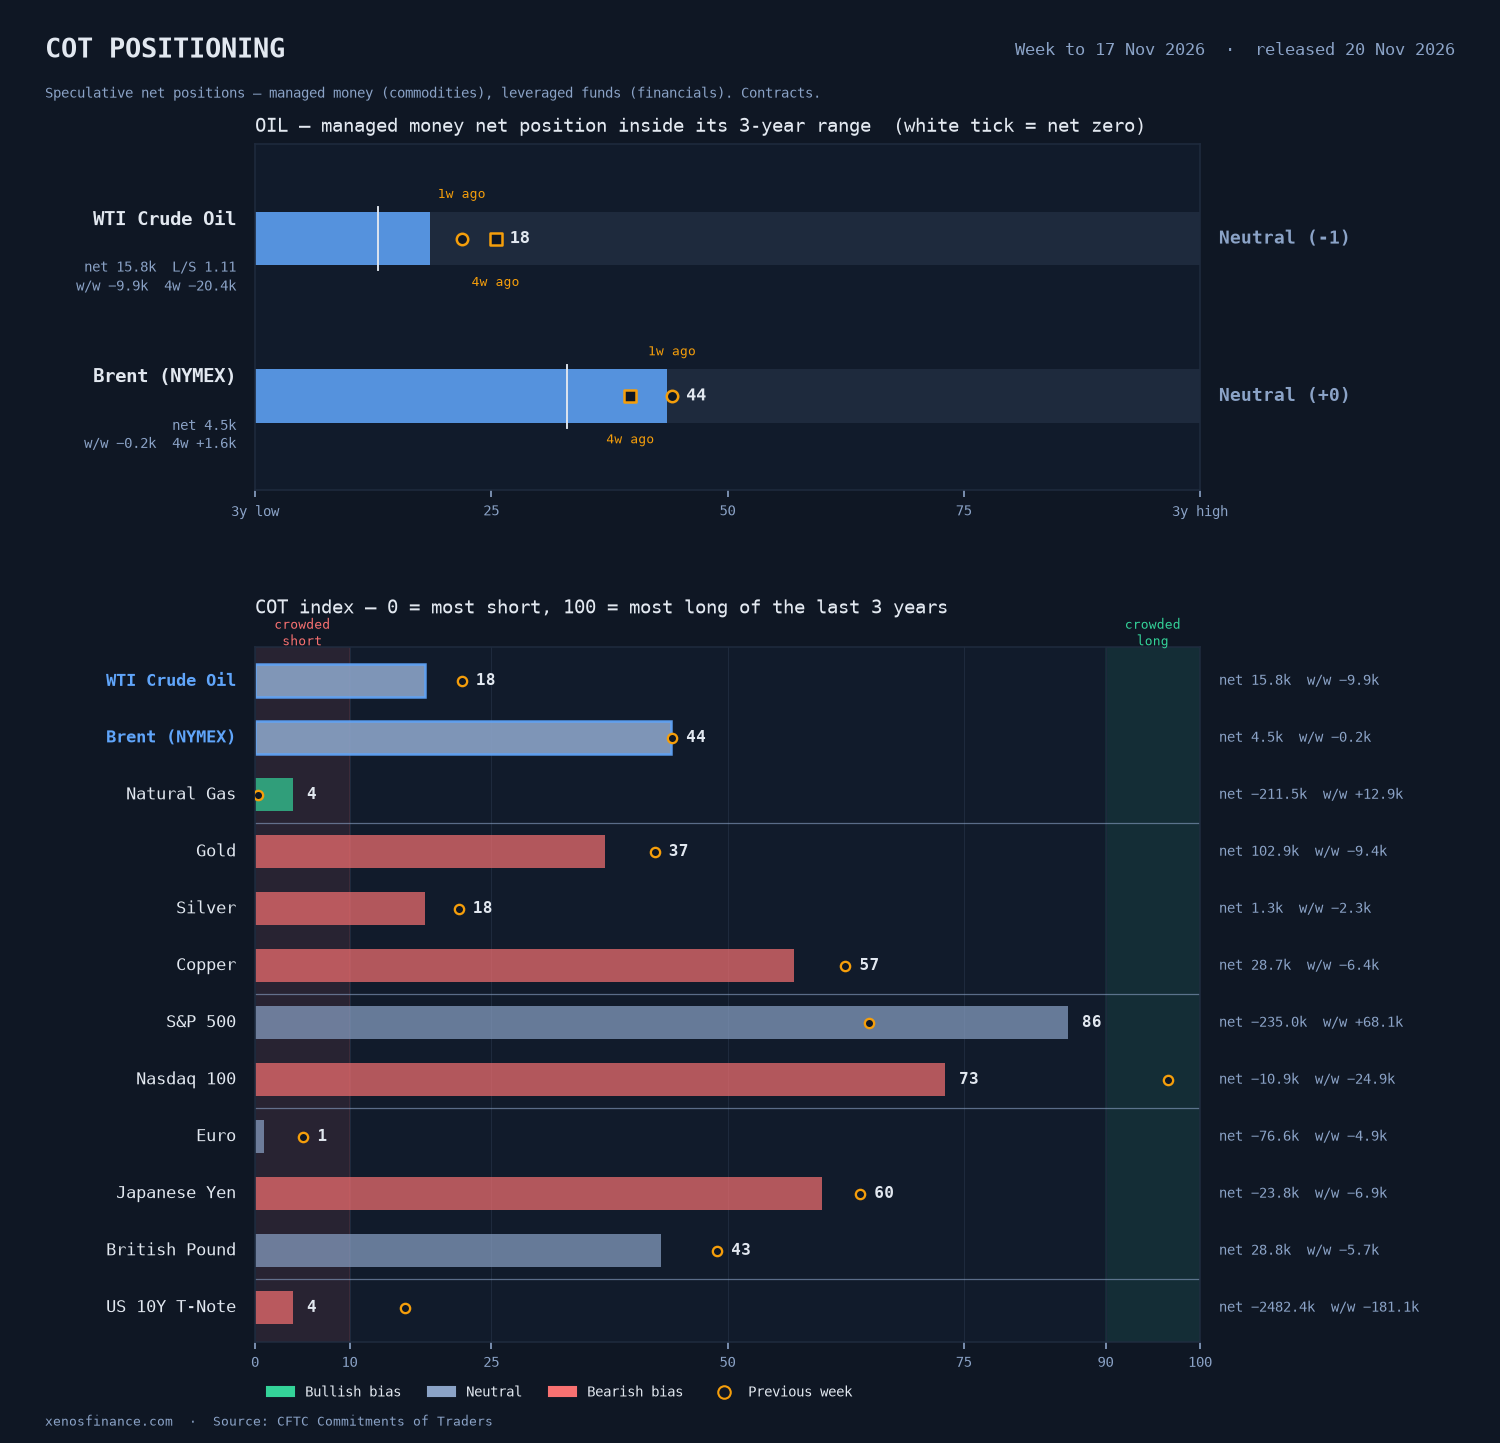 COT POSITIONING
Week to 17 Nov 2026 · released 20 Nov 2026
Speculative net positions — managed money (commodities), leveraged funds (financials). Contracts.
OIL — managed money net position inside its 3-year range (white tick = net zero)
1w ago
WTI Crude Oil
18
Neutral (-1)
net 15.8k L/S 1.11
w/w −9.9k 4w −20.4k
4w ago
1w ago
Brent (NYMEX)
44
Neutral (+0)
net 4.5k
w/w −0.2k 4w +1.6k
4w ago
3y low 25 50 75 3y high
COT index — 0 = most short, 100 = most long of the last 3 years
crowded
short
crowded
long
WTI Crude Oil 18 net 15.8k w/w −9.9k
Brent (NYMEX) 44 net 4.5k w/w −0.2k
Natural Gas 4 net −211.5k w/w +12.9k
Gold 37 net 102.9k w/w −9.4k
Silver 18 net 1.3k w/w −2.3k
Copper 57 net 28.7k w/w −6.4k
S&P 500 86 net −235.0k w/w +68.1k
Nasdaq 100 73 net −10.9k w/w −24.9k
Euro 1 net −76.6k w/w −4.9k
Japanese Yen 60 net −23.8k w/w −6.9k
British Pound 43 net 28.8k w/w −5.7k
US 10Y T-Note 4 net −2482.4k w/w −181.1k
0 10 25 50 75 90 100
Bullish bias Neutral Bearish bias Previous week
xenosfinance.com · Source: CFTC Commitments of Traders